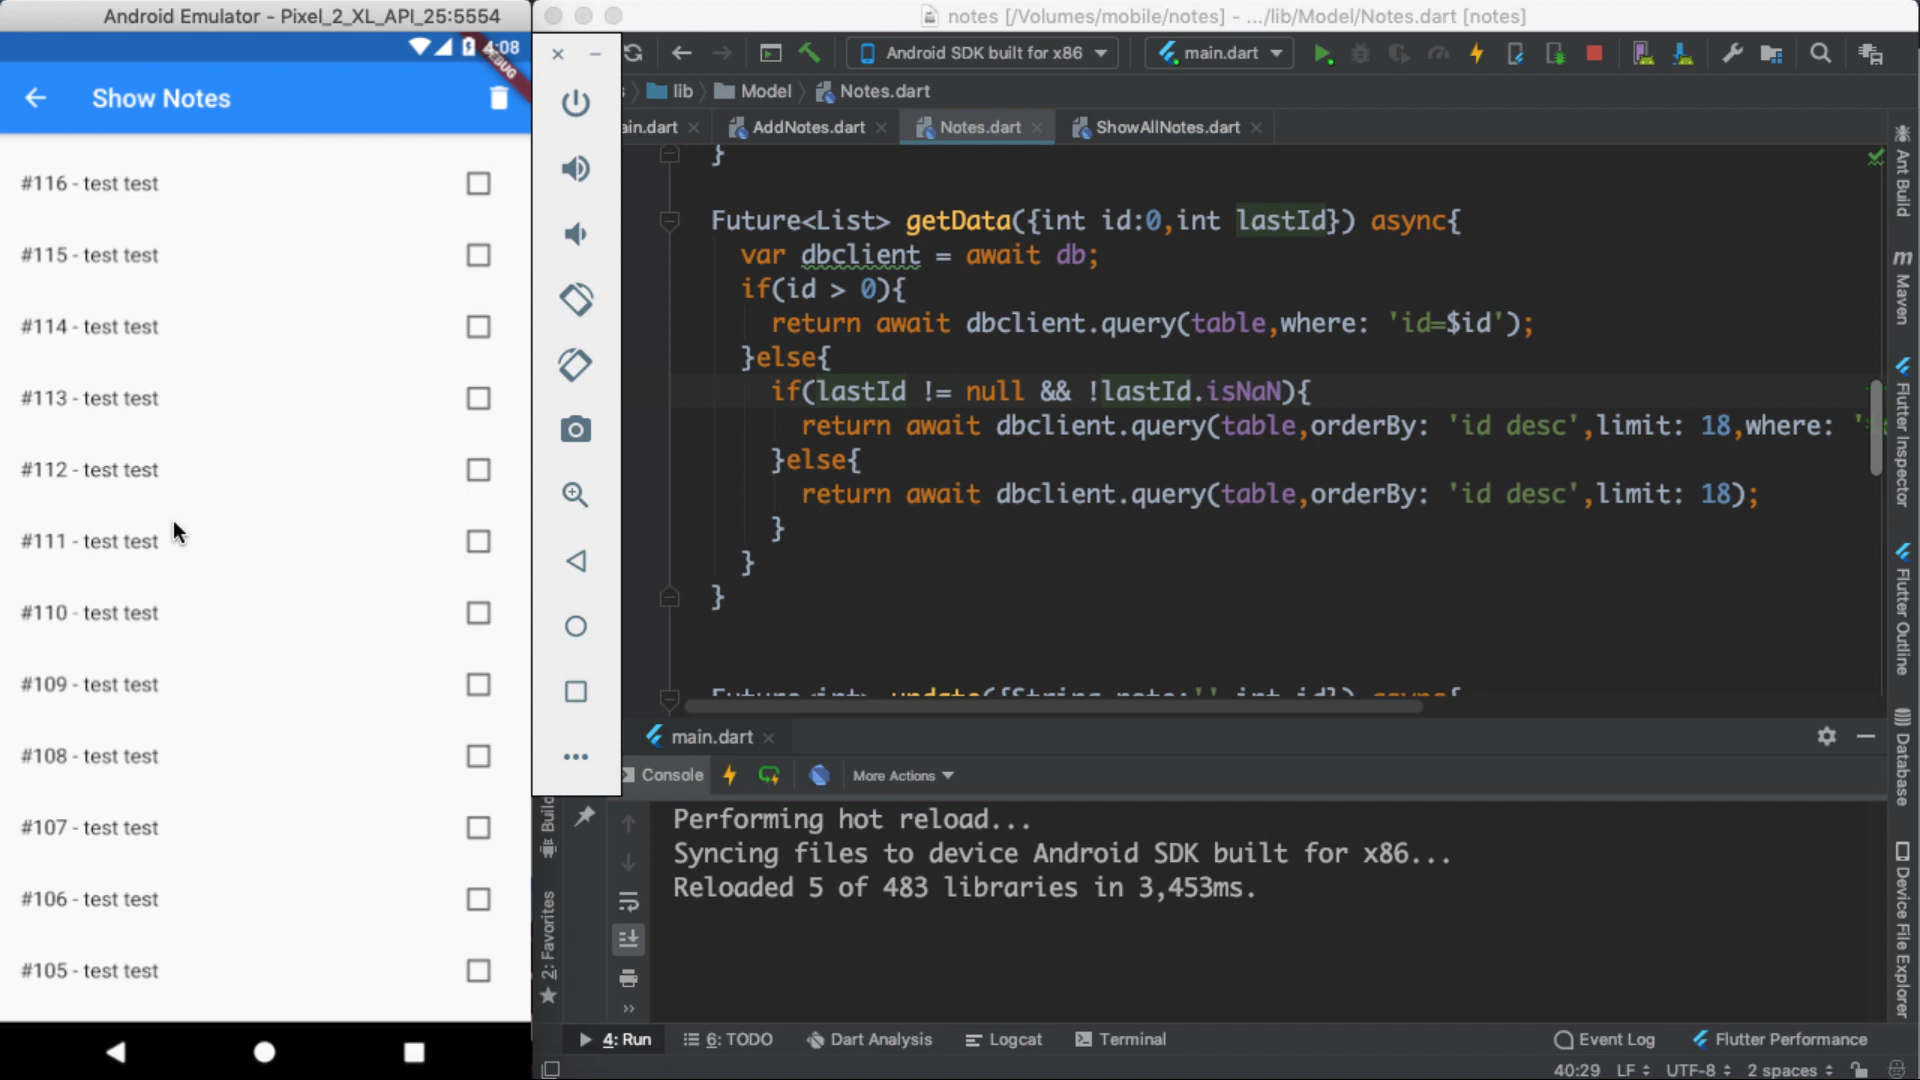 Android Emulator - Pixel_2_XL_API_25:5554
4:08
DEBUG
Show Notes
#116 - test test
#115 - test test
#114 - test test
#113 - test test
#112 - test test
#111 - test test
#110 - test test
#109 - test test
#108 - test test
#107 - test test
#106 - test test
#105 - test test
notes [/Volumes/mobile/notes] - .../lib/Model/Notes.dart [notes]
Android SDK built for x86
main.dart
lib
Model
Notes.dart
ain.dart
AddNotes.dart
Notes.dart
ShowAllNotes.dart
}
Future<List> getData({int id:0,int lastId}) async{
var dbclient = await db;
if(id > 0){
return await dbclient.query(table,where: 'id=$id');
}else{
if(lastId != null && !lastId.isNaN){
return await dbclient.query(table,orderBy: 'id desc',limit: 18,where: '
}else{
return await dbclient.query(table,orderBy: 'id desc',limit: 18);
}
}
}
Future<int> update({String note:'',int id}) async{
main.dart
Console
More Actions
Performing hot reload...
Syncing files to device Android SDK built for x86...
Reloaded 5 of 483 libraries in 3,453ms.
Build
2: Favorites
4: Run
6: TODO
Dart Analysis
Logcat
Terminal
Event Log
Flutter Performance
40:29
LF
UTF-8
2 spaces
Ant Build
m
Maven
Flutter Inspector
Flutter Outline
Database
Device File Explorer